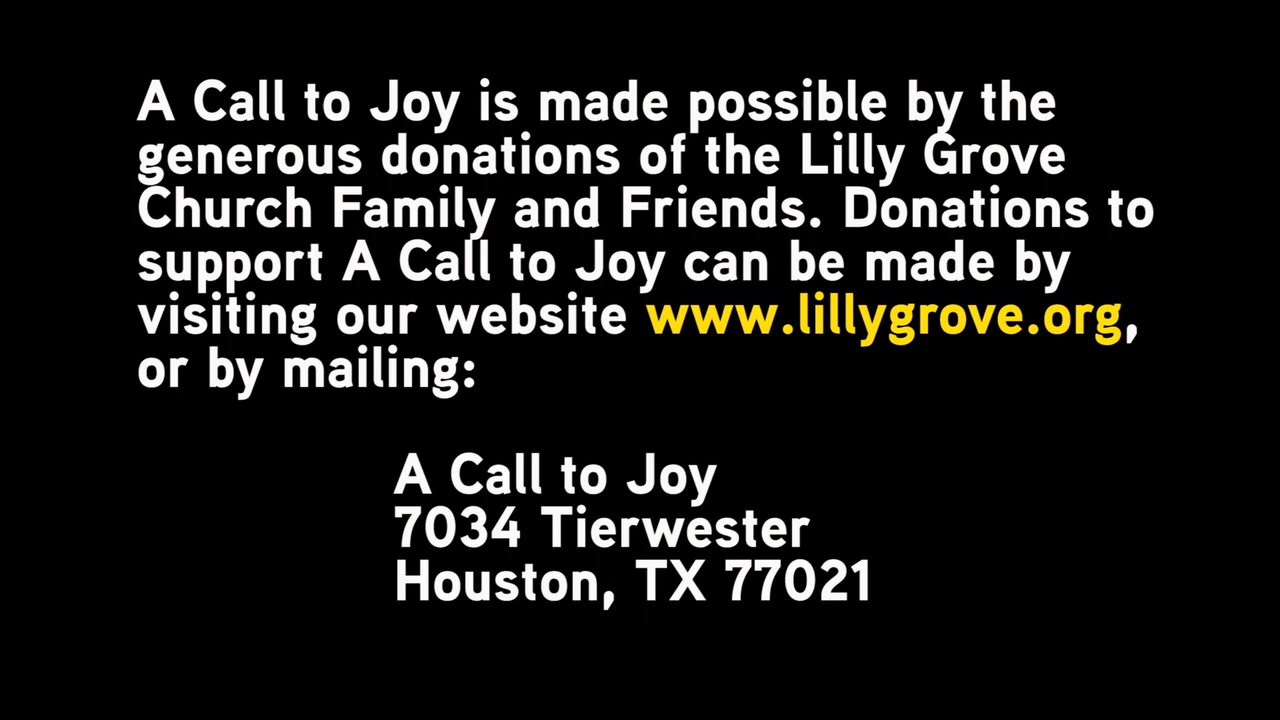 A Call to Joy is made possible by the
generous donations of the Lilly Grove
Church Family and Friends. Donations to
support A Call to Joy can be made by
visiting our website www.lillygrove.org,
or by mailing:
A Call to Joy
7034 Tierwester
Houston, TX 77021